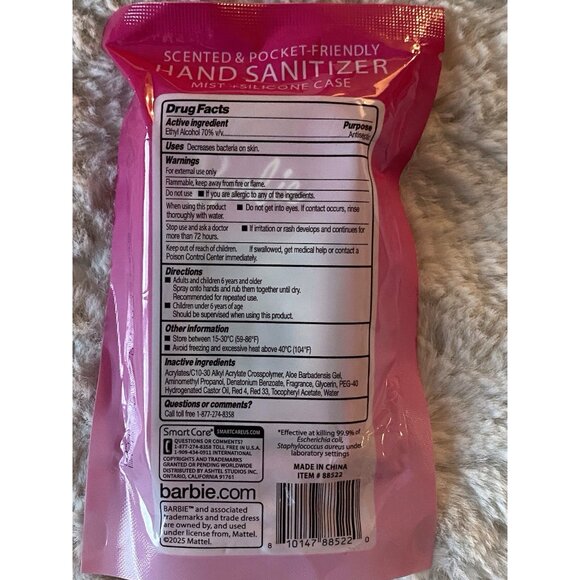 SCENTED & POCKET-FRIENDLY
HAND SANITIZER
MIST + SILICONE CASE
Drug Facts
Active ingredient Purpose
Ethyl Alcohol 70% v/v......Antiseptic
Uses Decreases bacteria on skin.
Warnings
For external use only
Flammable, keep away from fire or flame.
Do not use ■ If you are allergic to any of the ingredients.
When using this product ■ Do not get into eyes. If contact occurs, rinse
thoroughly with water.
Stop use and ask a doctor ■ If irritation or rash develops and continues for
more than 72 hours.
Keep out of reach of children. If swallowed, get medical help or contact a
Poison Control Center immediately.
Directions
■ Adults and children 6 years and older
Spray onto hands and rub them together until dry.
Recommended for repeated use.
■ Children under 6 years of age
Should be supervised when using this product.
Other information
■ Store between 15-30°C (59-86°F)
■ Avoid freezing and excessive heat above 40°C (104°F)
Inactive ingredients
Acrylates/C10-30 Alkyl Acrylate Crosspolymer, Aloe Barbadensis Gel,
Aminomethyl Propanol, Denatonium Benzoate, Fragrance, Glycerin, PEG-40
Hydrogenated Castor Oil, Red 4, Red 33, Tocopheryl Acetate, Water
Questions or comments?
Call toll free 1-877-274-8358
SmartCare® SMARTCAREUS.COM
QUESTIONS OR COMMENTS?
1-877-274-8358 TOLL FREE IN U.S.A.
1-909-434-0911 INTERNATIONAL
COPYRIGHTS AND TRADEMARKS
GRANTED OR PENDING WORLDWIDE
DISTRIBUTED BY ASHTEL STUDIOS INC.
ONTARIO, CALIFORNIA 91761
barbie.com
BARBIE™ and associated
trademarks and trade dress
are owned by, and used
under license from, Mattel.
©2025 Mattel.
*Effective at killing 99.9% of
Escherichia coli,
Staphylococcus aureus under
laboratory settings
MADE IN CHINA
ITEM # 88522
8 10147 88522 0